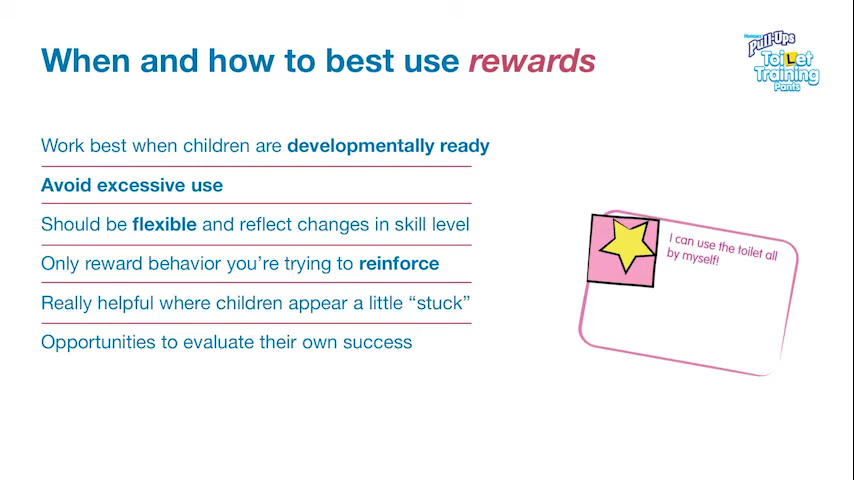 When and how to best use rewards
Huggies
Pull-Ups
ToiLet
Training
Pants
Work best when children are developmentally ready
Avoid excessive use
Should be flexible and reflect changes in skill level
Only reward behavior you’re trying to reinforce
Really helpful where children appear a little “stuck”
Opportunities to evaluate their own success
I can use the toilet all
by myself!